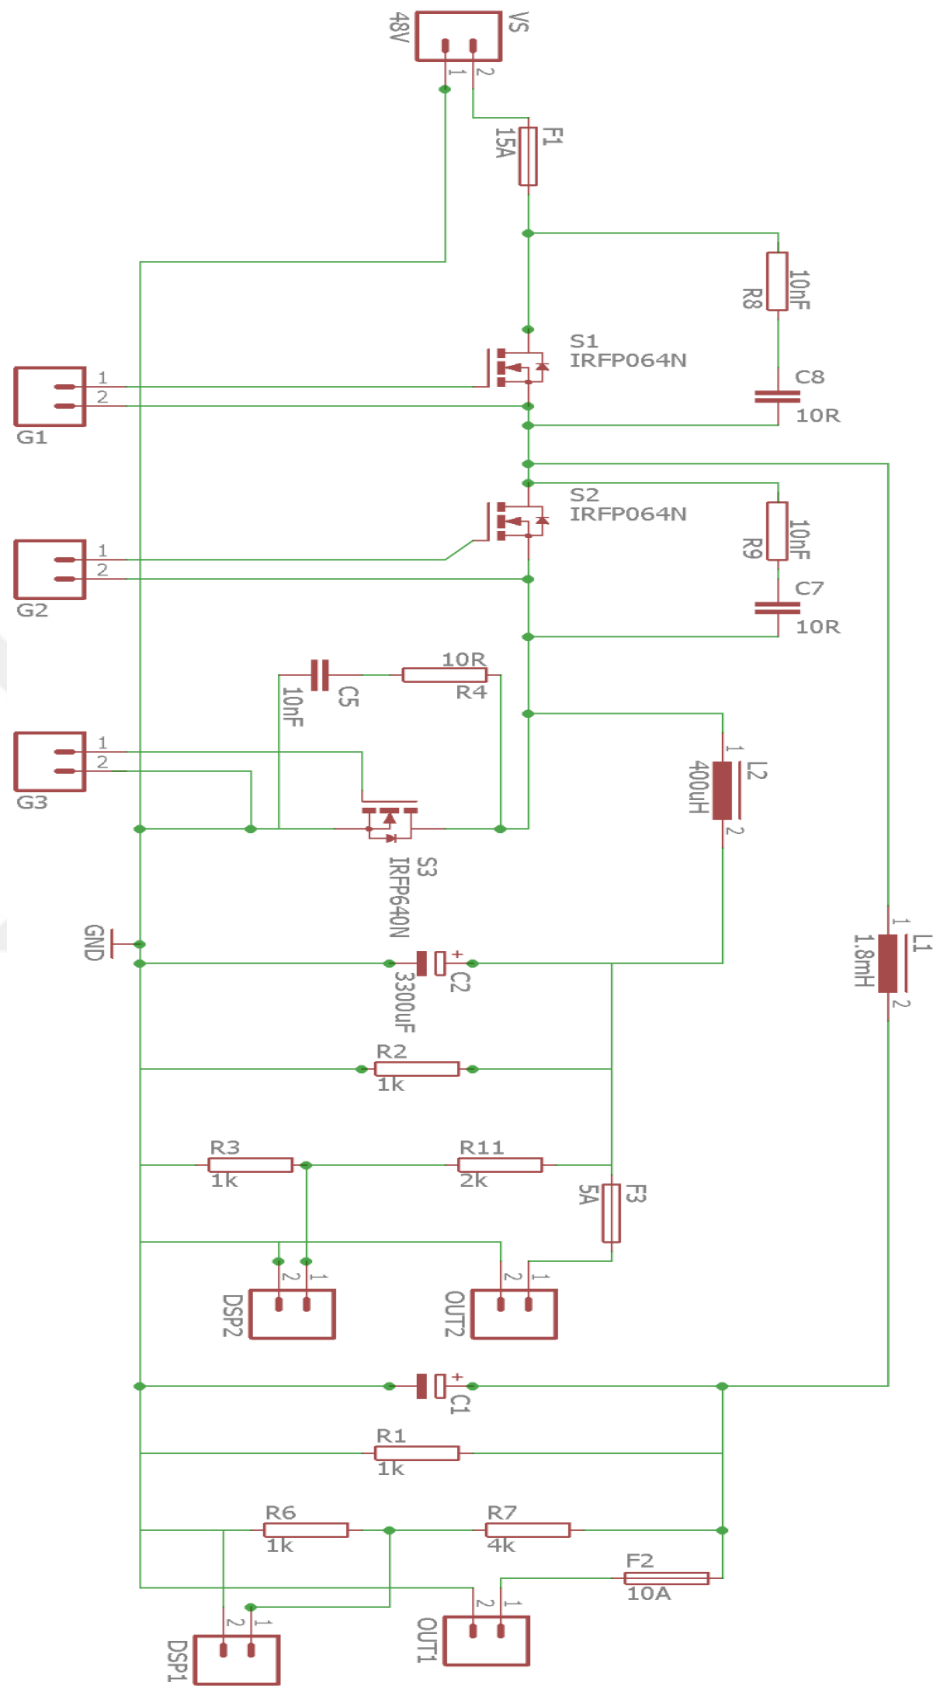 VS
48V
1
2
F1
15A
10nF
R8
S1
IRFP064N
C8
10R
1
2
G1
S2
IRFP064N
10nF
R9
C7
10R
1
2
G2
10R
R4
C5
10nF
1
2
G3
1
L2
400uH
2
S3
IRFP640N
GND
1
L1
1.8mH
2
C2
+
3300uF
R2
1k
R3
1k
R11
2k
F3
5A
2
1
DSP2
2
1
OUT2
+
C1
R1
1k
R6
1k
R7
4k
F2
10A
2
1
DSP1
2
1
OUT1